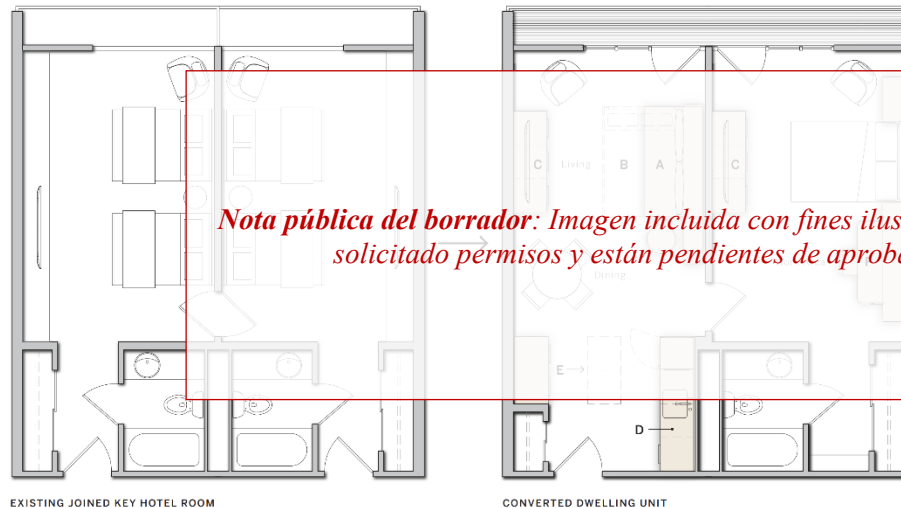 C
Living
B
A
C
Nota pública del borrador: Imagen incluida con fines ilus
solicitado permisos y están pendientes de aproba
Dining
E
D
EXISTING JOINED KEY HOTEL ROOM
CONVERTED DWELLING UNIT